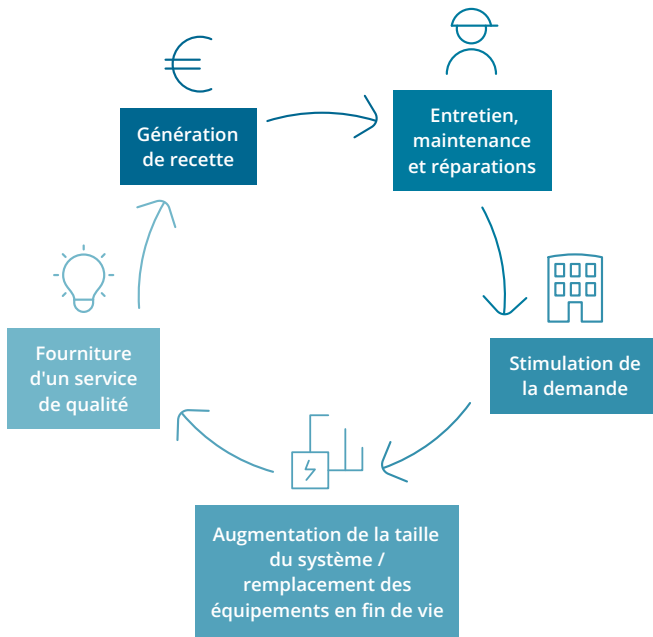 Génération
de recette
Entretien,
maintenance
et réparations
Stimulation de
la demande
Augmentation de la taille
du système /
remplacement des
équipements en fin de vie
Fourniture
d'un service
de qualité